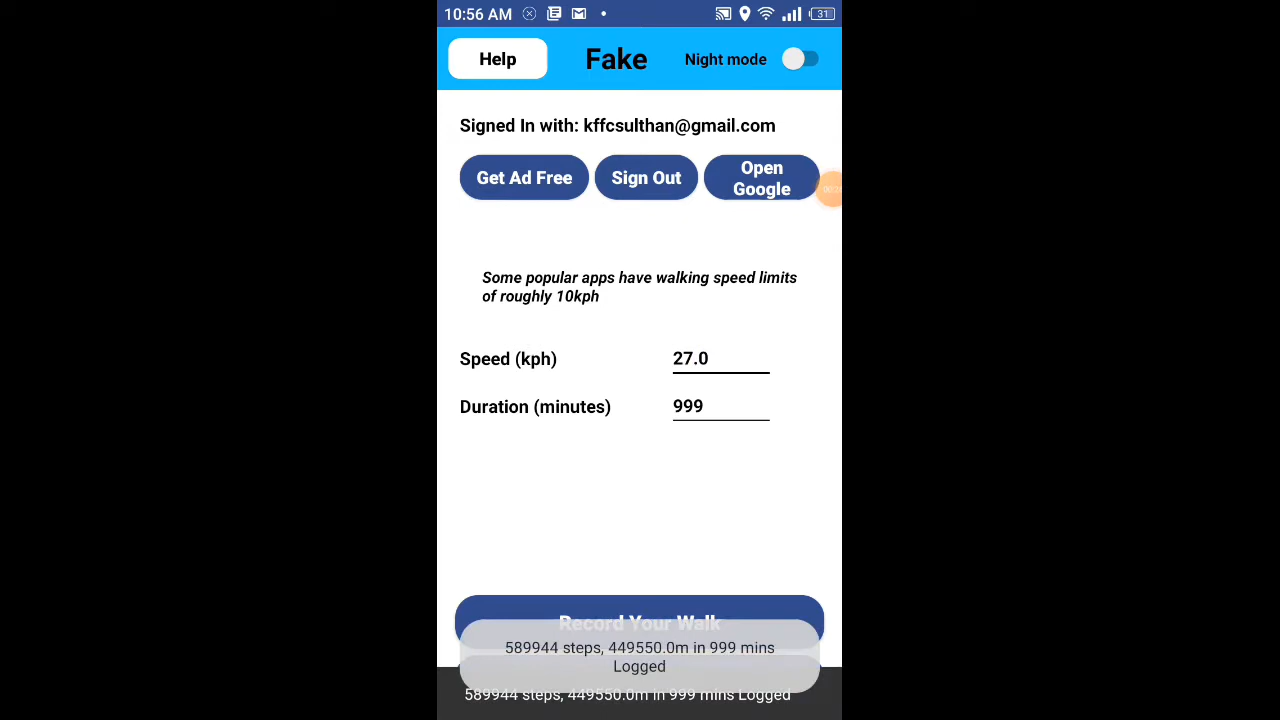 10:56 AM
31
Help
Fake
Night mode
Signed In with: kffcsulthan@gmail.com
Get Ad Free
Sign Out
Open
Google
Some popular apps have walking speed limits
of roughly 10kph
Speed (kph)
27.0
Duration (minutes)
999
Record Your Walk
589944 steps, 449550.0m in 999 mins
Logged
589944 steps, 449550.0m in 999 mins Logged